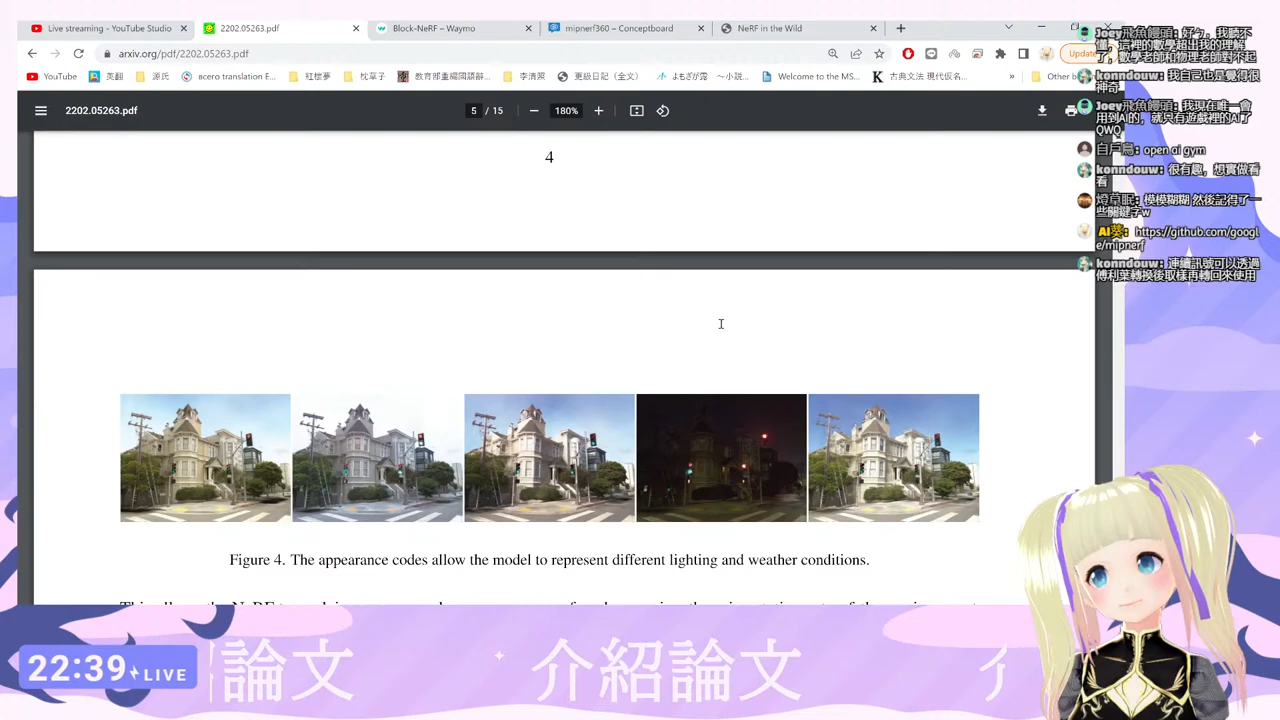 Live streaming - YouTube Studio
2202.05263.pdf
Block-NeRF – Waymo
mipnerf360 — Conceptboard
NeRF in the Wild
arxiv.org/pdf/2202.05263.pdf
YouTube
美翻
源氏
всего translation E...
紅樓夢
枕草子
教育部重編國語辭...
李清照
更級日記（全文）
よもぎが露 〜小説...
Welcome to the MS...
古典文法 現代仮名...
»
2202.05263.pdf
5 / 15
180%
4
Figure 4. The appearance codes allow the model to represent different lighting and weather conditions.
Joey飛魚饅頭: 好ㄅ，我聽不
懂，這裡的數學超出我的理解
了，數學老師和物理老師對不起
konndouw: 我自己也是覺得很
神奇
Joey飛魚饅頭: 我現在唯一會
用到AI的，就只有遊戲裡的AI了
QWQ
白戶鳥: open ai gym
konndouw: 很有趣，想實做看
看
燈草眠: 模模糊糊 然後記得了一
些關鍵字w
AI葵: https://github.com/googl
e/mipnerf
konndouw: 連續訊號可以透過
傅利葉轉換後取樣再轉回來使用
22:39 LIVE
論文
介紹論文